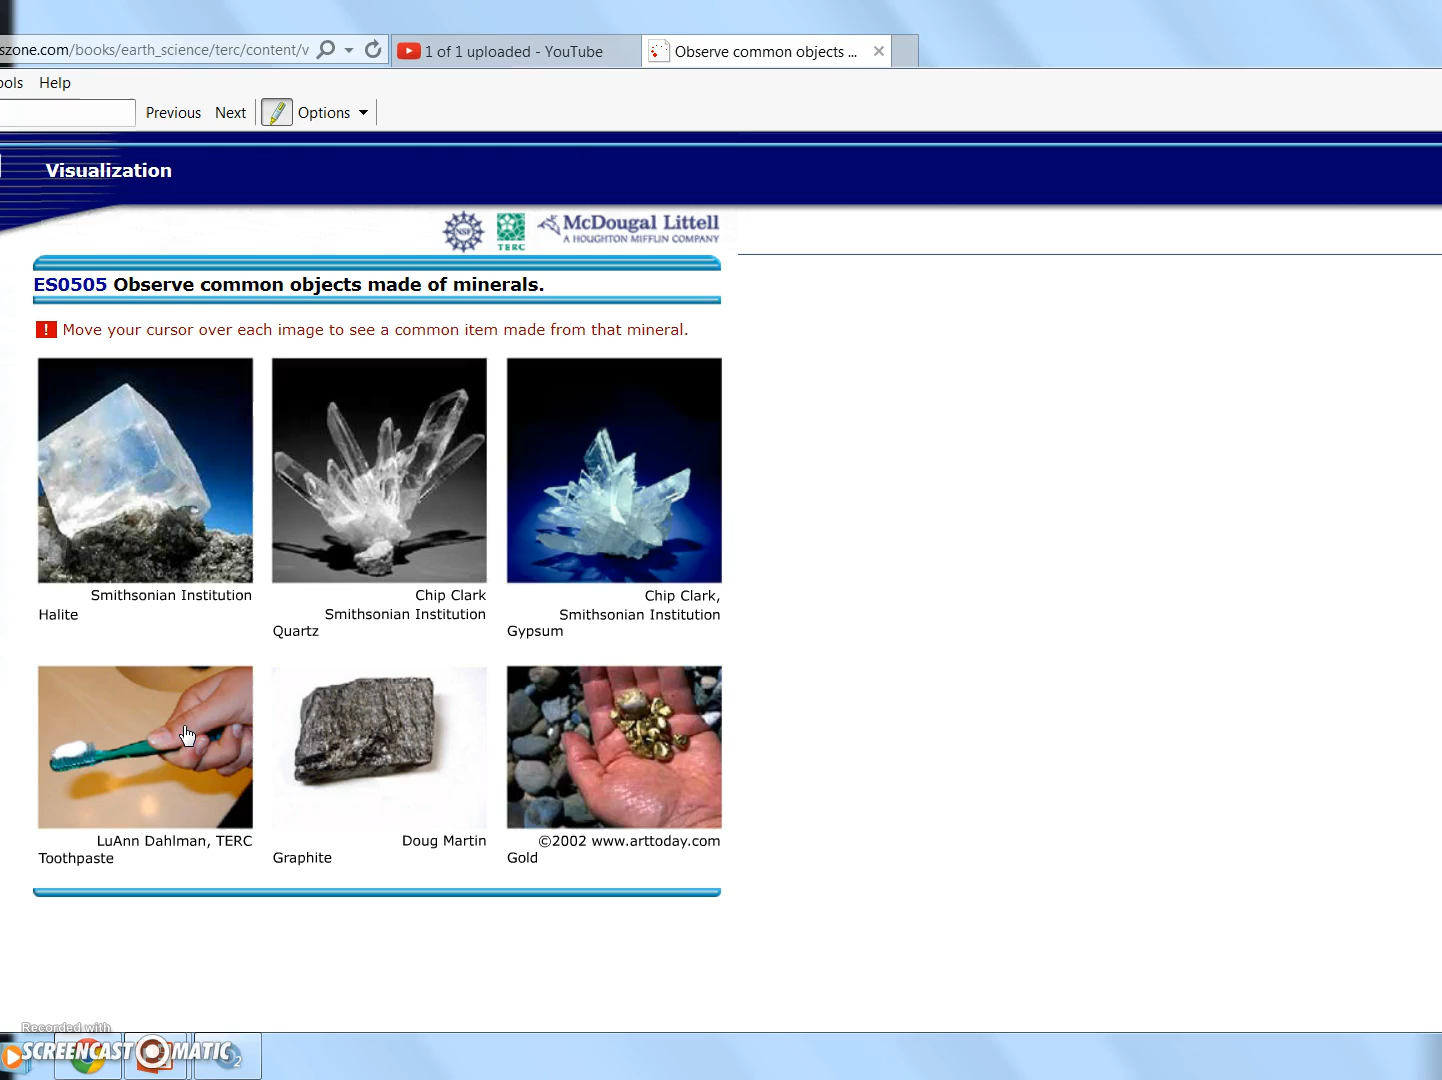 szone.com/books/earth_science/terc/content/v
1 of 1 uploaded - YouTube
Observe common objects ...
ools Help
Previous Next Options
Visualization
NSF
TERC
McDougal Littell
A HOUGHTON MIFFLIN COMPANY
ES0505 Observe common objects made of minerals.
! Move your cursor over each image to see a common item made from that mineral.
Smithsonian Institution
Halite
Chip Clark
Smithsonian Institution
Quartz
Chip Clark,
Smithsonian Institution
Gypsum
LuAnn Dahlman, TERC
Toothpaste
Doug Martin
Graphite
©2002 www.arttoday.com
Gold
Recorded with
SCREENCAST MATIC
2